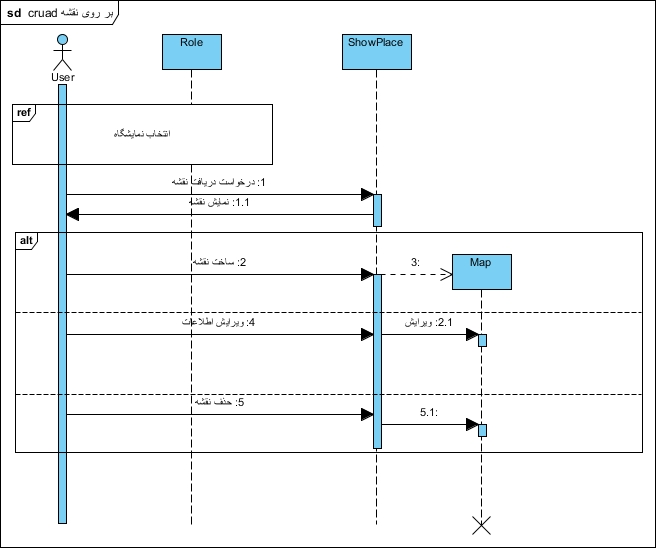 sd cruad بر روی نقشه
Role
ShowPlace
User
ref
انتخاب نمایشگاه
1: درخواست دریافت نقشه
1.1: نمایش نقشه
alt
2: ساخت نقشه
3:
Map
4: ویرایش اطلاعات
2.1: ویرایش
5: حذف نقشه
5.1: